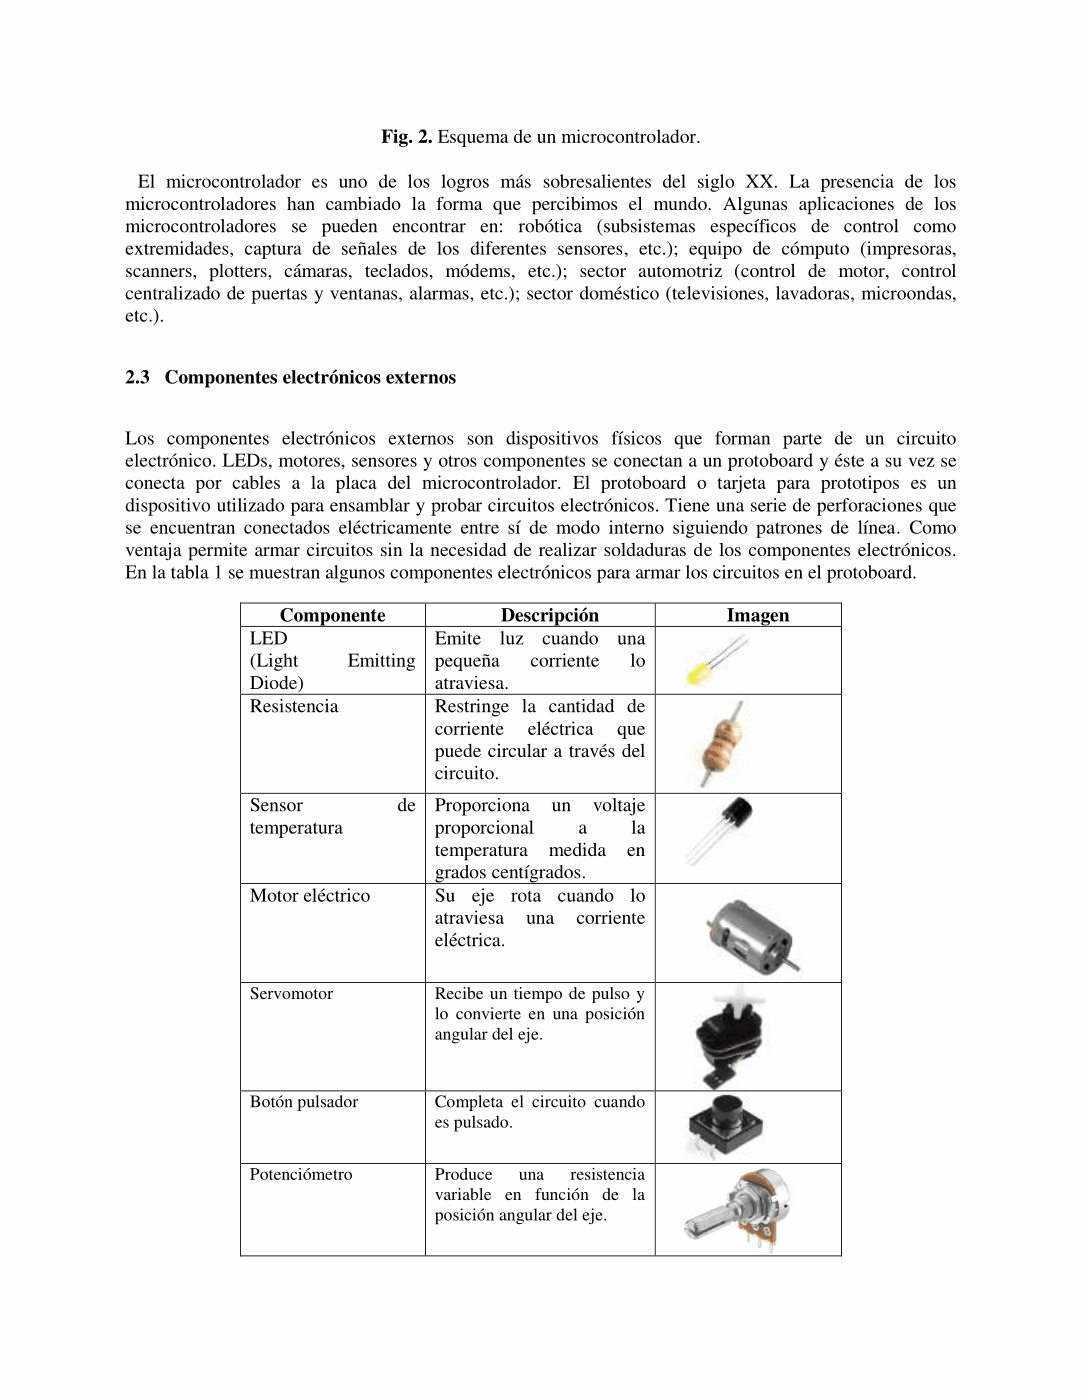 Fig. 2. Esquema de un microcontrolador.
El microcontrolador es uno de los logros más sobresalientes del siglo XX. La presencia de los
microcontroladores han cambiado la forma que percibimos el mundo. Algunas aplicaciones de los
microcontroladores se pueden encontrar en: robótica (subsistemas específicos de control como
extremidades, captura de señales de los diferentes sensores, etc.); equipo de cómputo (impresoras,
scanners, plotters, cámaras, teclados, módems, etc.); sector automotriz (control de motor, control
centralizado de puertas y ventanas, alarmas, etc.); sector doméstico (televisiones, lavadoras, microondas,
etc.).
2.3 Componentes electrónicos externos
Los componentes electrónicos externos son dispositivos físicos que forman parte de un circuito
electrónico. LEDs, motores, sensores y otros componentes se conectan a un protoboard y éste a su vez se
conecta por cables a la placa del microcontrolador. El protoboard o tarjeta para prototipos es un
dispositivo utilizado para ensamblar y probar circuitos electrónicos. Tiene una serie de perforaciones que
se encuentran conectados eléctricamente entre sí de modo interno siguiendo patrones de línea. Como
ventaja permite armar circuitos sin la necesidad de realizar soldaduras de los componentes electrónicos.
En la tabla 1 se muestran algunos componentes electrónicos para armar los circuitos en el protoboard.
Componente Descripción Imagen
LED
(Light Emitting
Diode)
Emite luz cuando una
pequeña corriente lo
atraviesa.
Resistencia
Restringe la cantidad de
corriente eléctrica que
puede circular a través del
circuito.
Sensor de
temperatura
Proporciona un voltaje
proporcional a la
temperatura medida en
grados centígrados.
Motor eléctrico
Su eje rota cuando lo
atraviesa una corriente
eléctrica.
Servomotor
Recibe un tiempo de pulso y
lo convierte en una posición
angular del eje.
Botón pulsador
Completa el circuito cuando
es pulsado.
Potenciómetro
Produce una resistencia
variable en función de la
posición angular del eje.